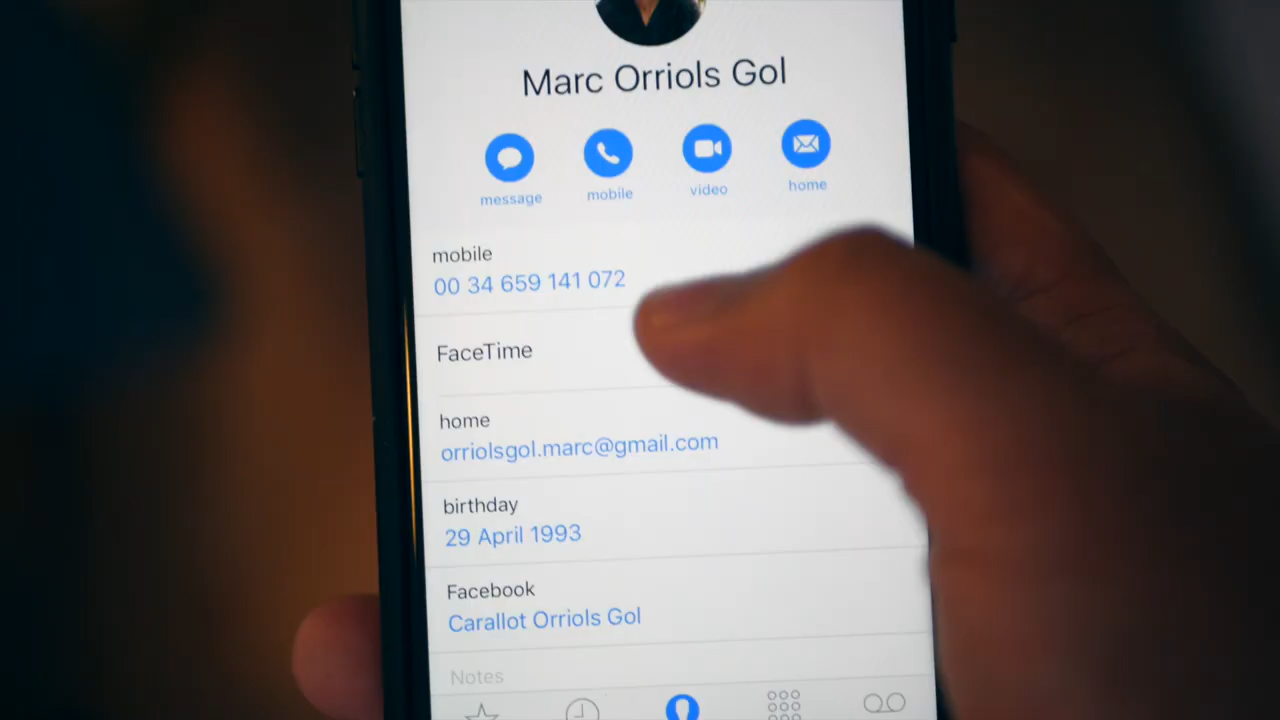 Marc Orriols Gol
message mobile video home
mobile
00 34 659 141 072
FaceTime
home
orriolsgol.marc@gmail.com
birthday
29 April 1993
Facebook
Carallot Orriols Gol
Notes